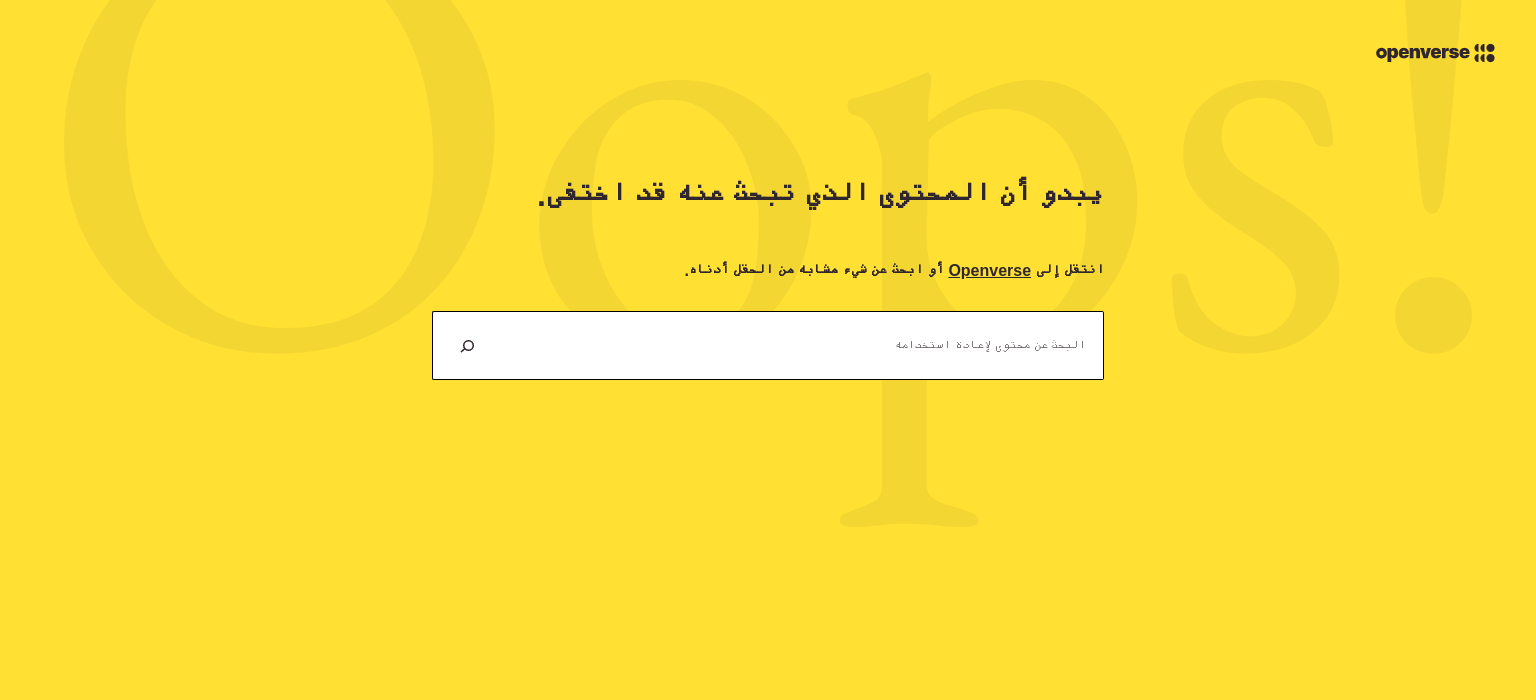 openverse
Oops!
يبدو أن المحتوى الذي تبحث عنه قد اختفى.
انتقل إلى Openverse أو ابحث عن شيء مشابه من الحقل أدناه.
البحث عن محتوى لإعادة استخدامه